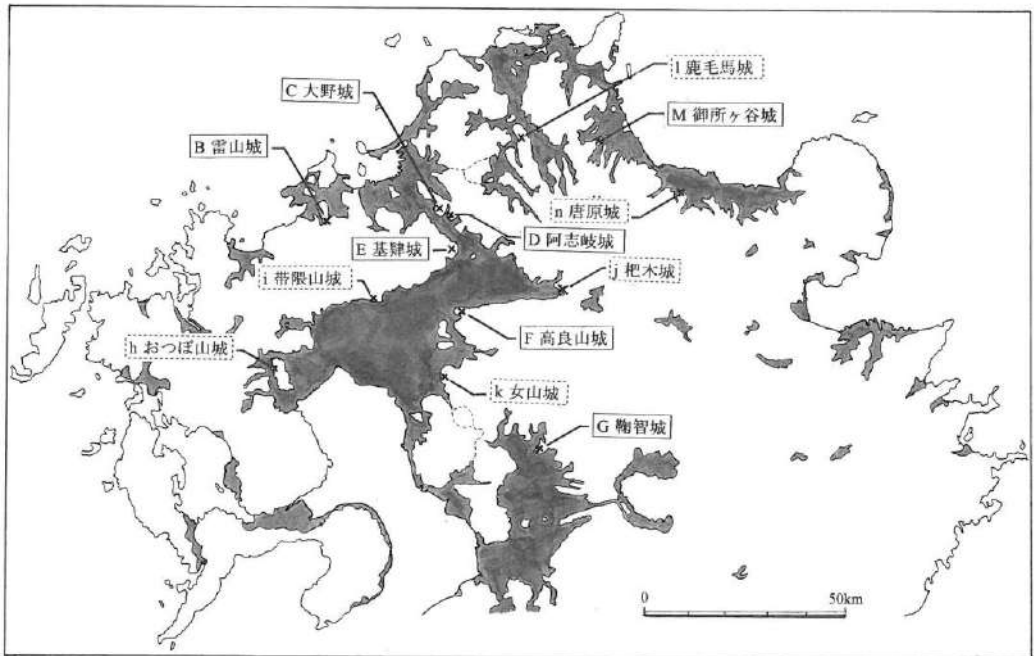 l 鹿毛馬城
C 大野城
M 御所ヶ谷城
B 雷山城
n 唐原城
D 阿志岐城
E 基肄城
i 帯隈山城
j 杷木城
F 高良山城
h おつぼ山城
k 女山城
G 鞠智城
0 50km